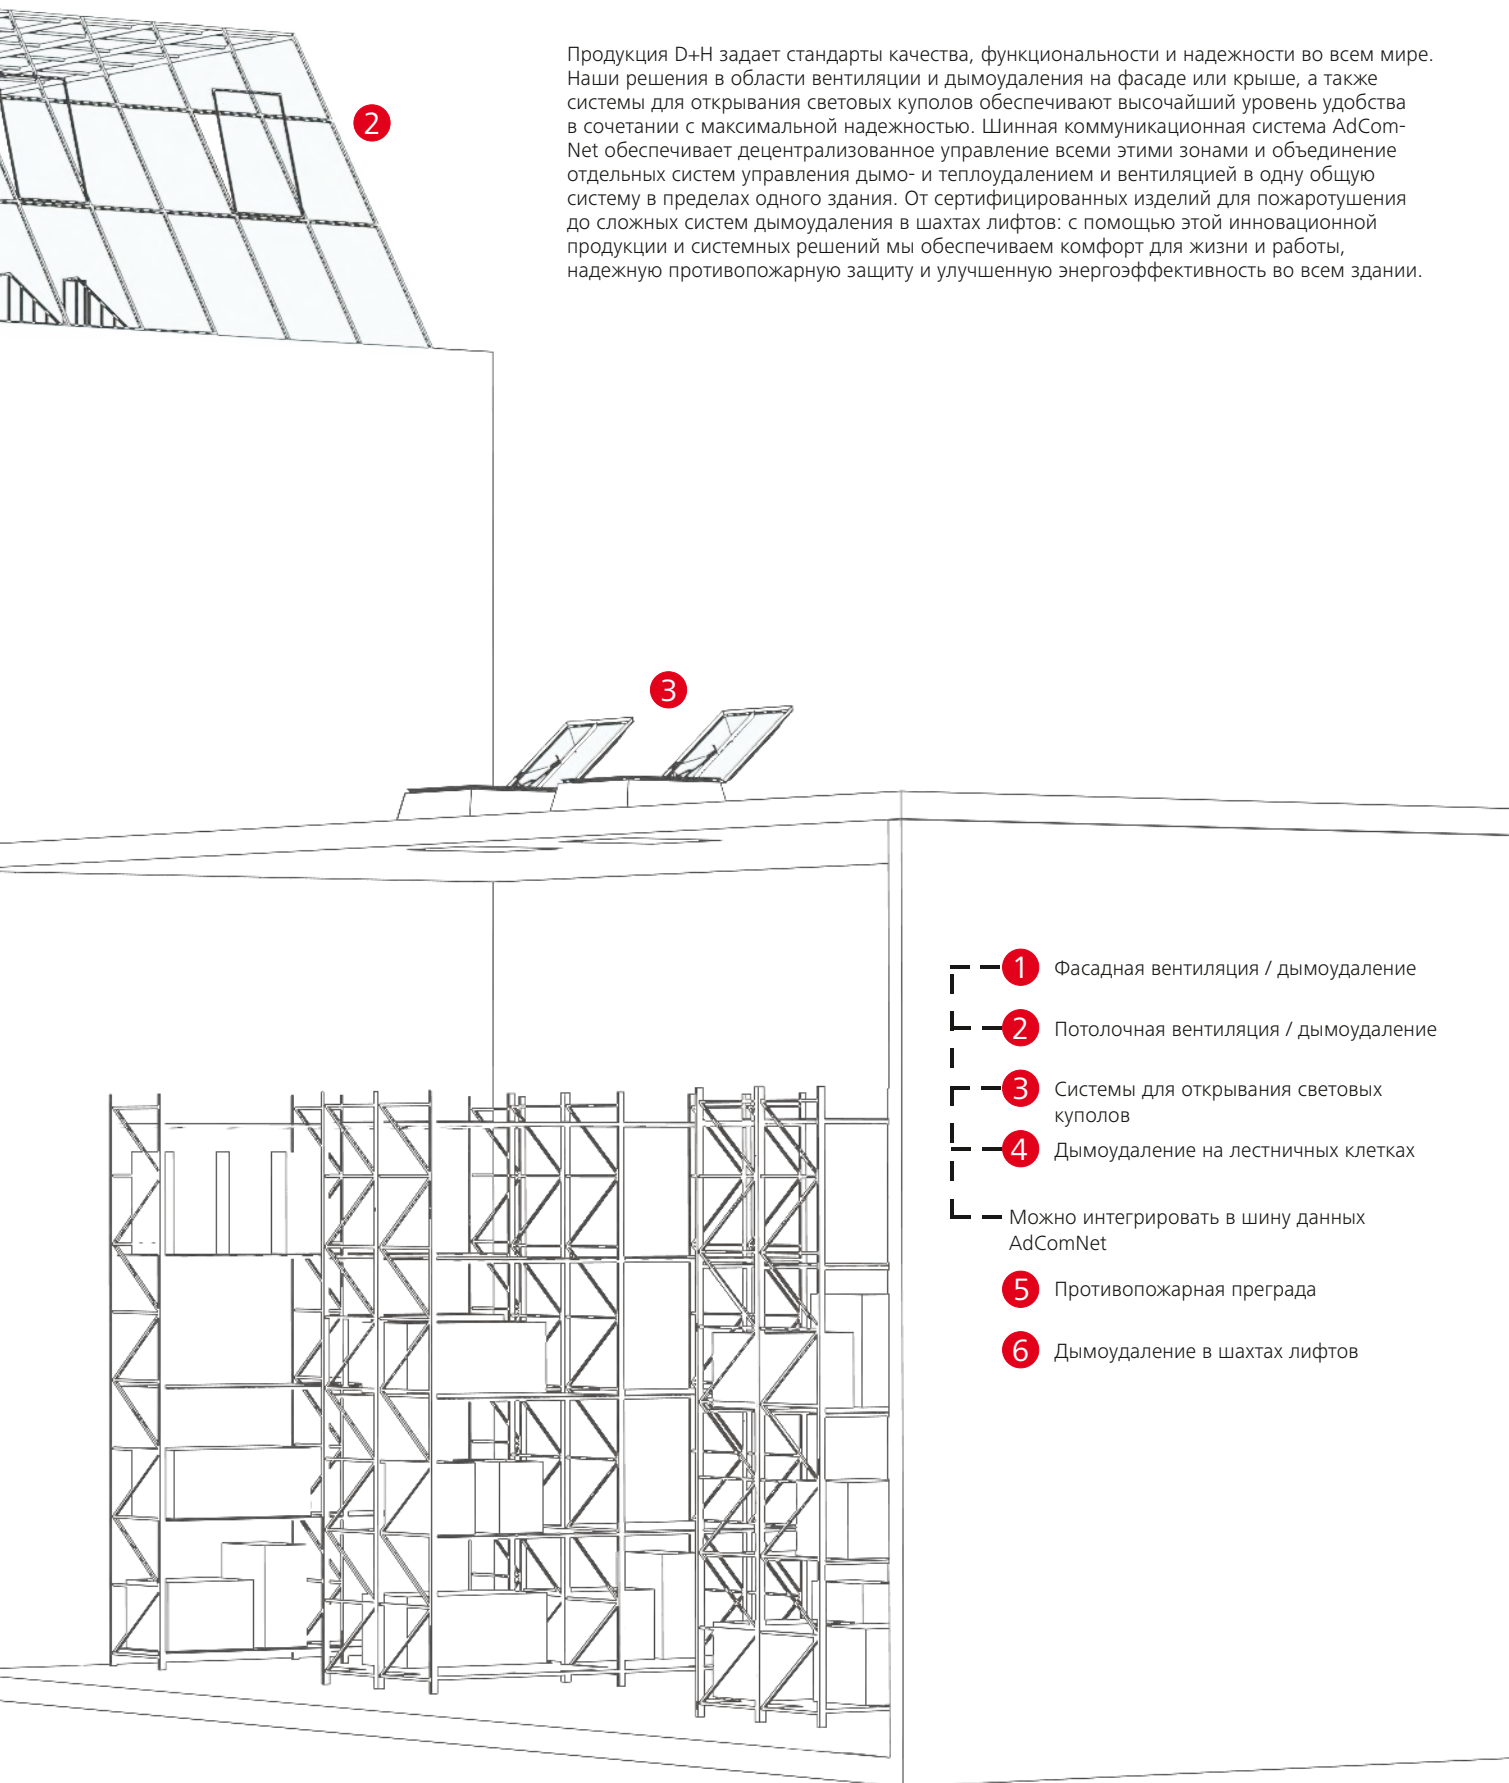 Продукция D+H задает стандарты качества, функциональности и надежности во всем мире.
Наши решения в области вентиляции и дымоудаления на фасаде или крыше, а также
системы для открывания световых куполов обеспечивают высочайший уровень удобства
в сочетании с максимальной надежностью. Шинная коммуникационная система AdCom-
Net обеспечивает децентрализованное управление всеми этими зонами и объединение
отдельных систем управления дымо- и теплоудалением и вентиляцией в одну общую
систему в пределах одного здания. От сертифицированных изделий для пожаротушения
до сложных систем дымоудаления в шахтах лифтов: с помощью этой инновационной
продукции и системных решений мы обеспечиваем комфорт для жизни и работы,
надежную противопожарную защиту и улучшенную энергоэффективность во всем здании.
2
3
1 Фасадная вентиляция / дымоудаление
2 Потолочная вентиляция / дымоудаление
3 Системы для открывания световых
куполов
4 Дымоудаление на лестничных клетках
Можно интегрировать в шину данных
AdComNet
5 Противопожарная преграда
6 Дымоудаление в шахтах лифтов